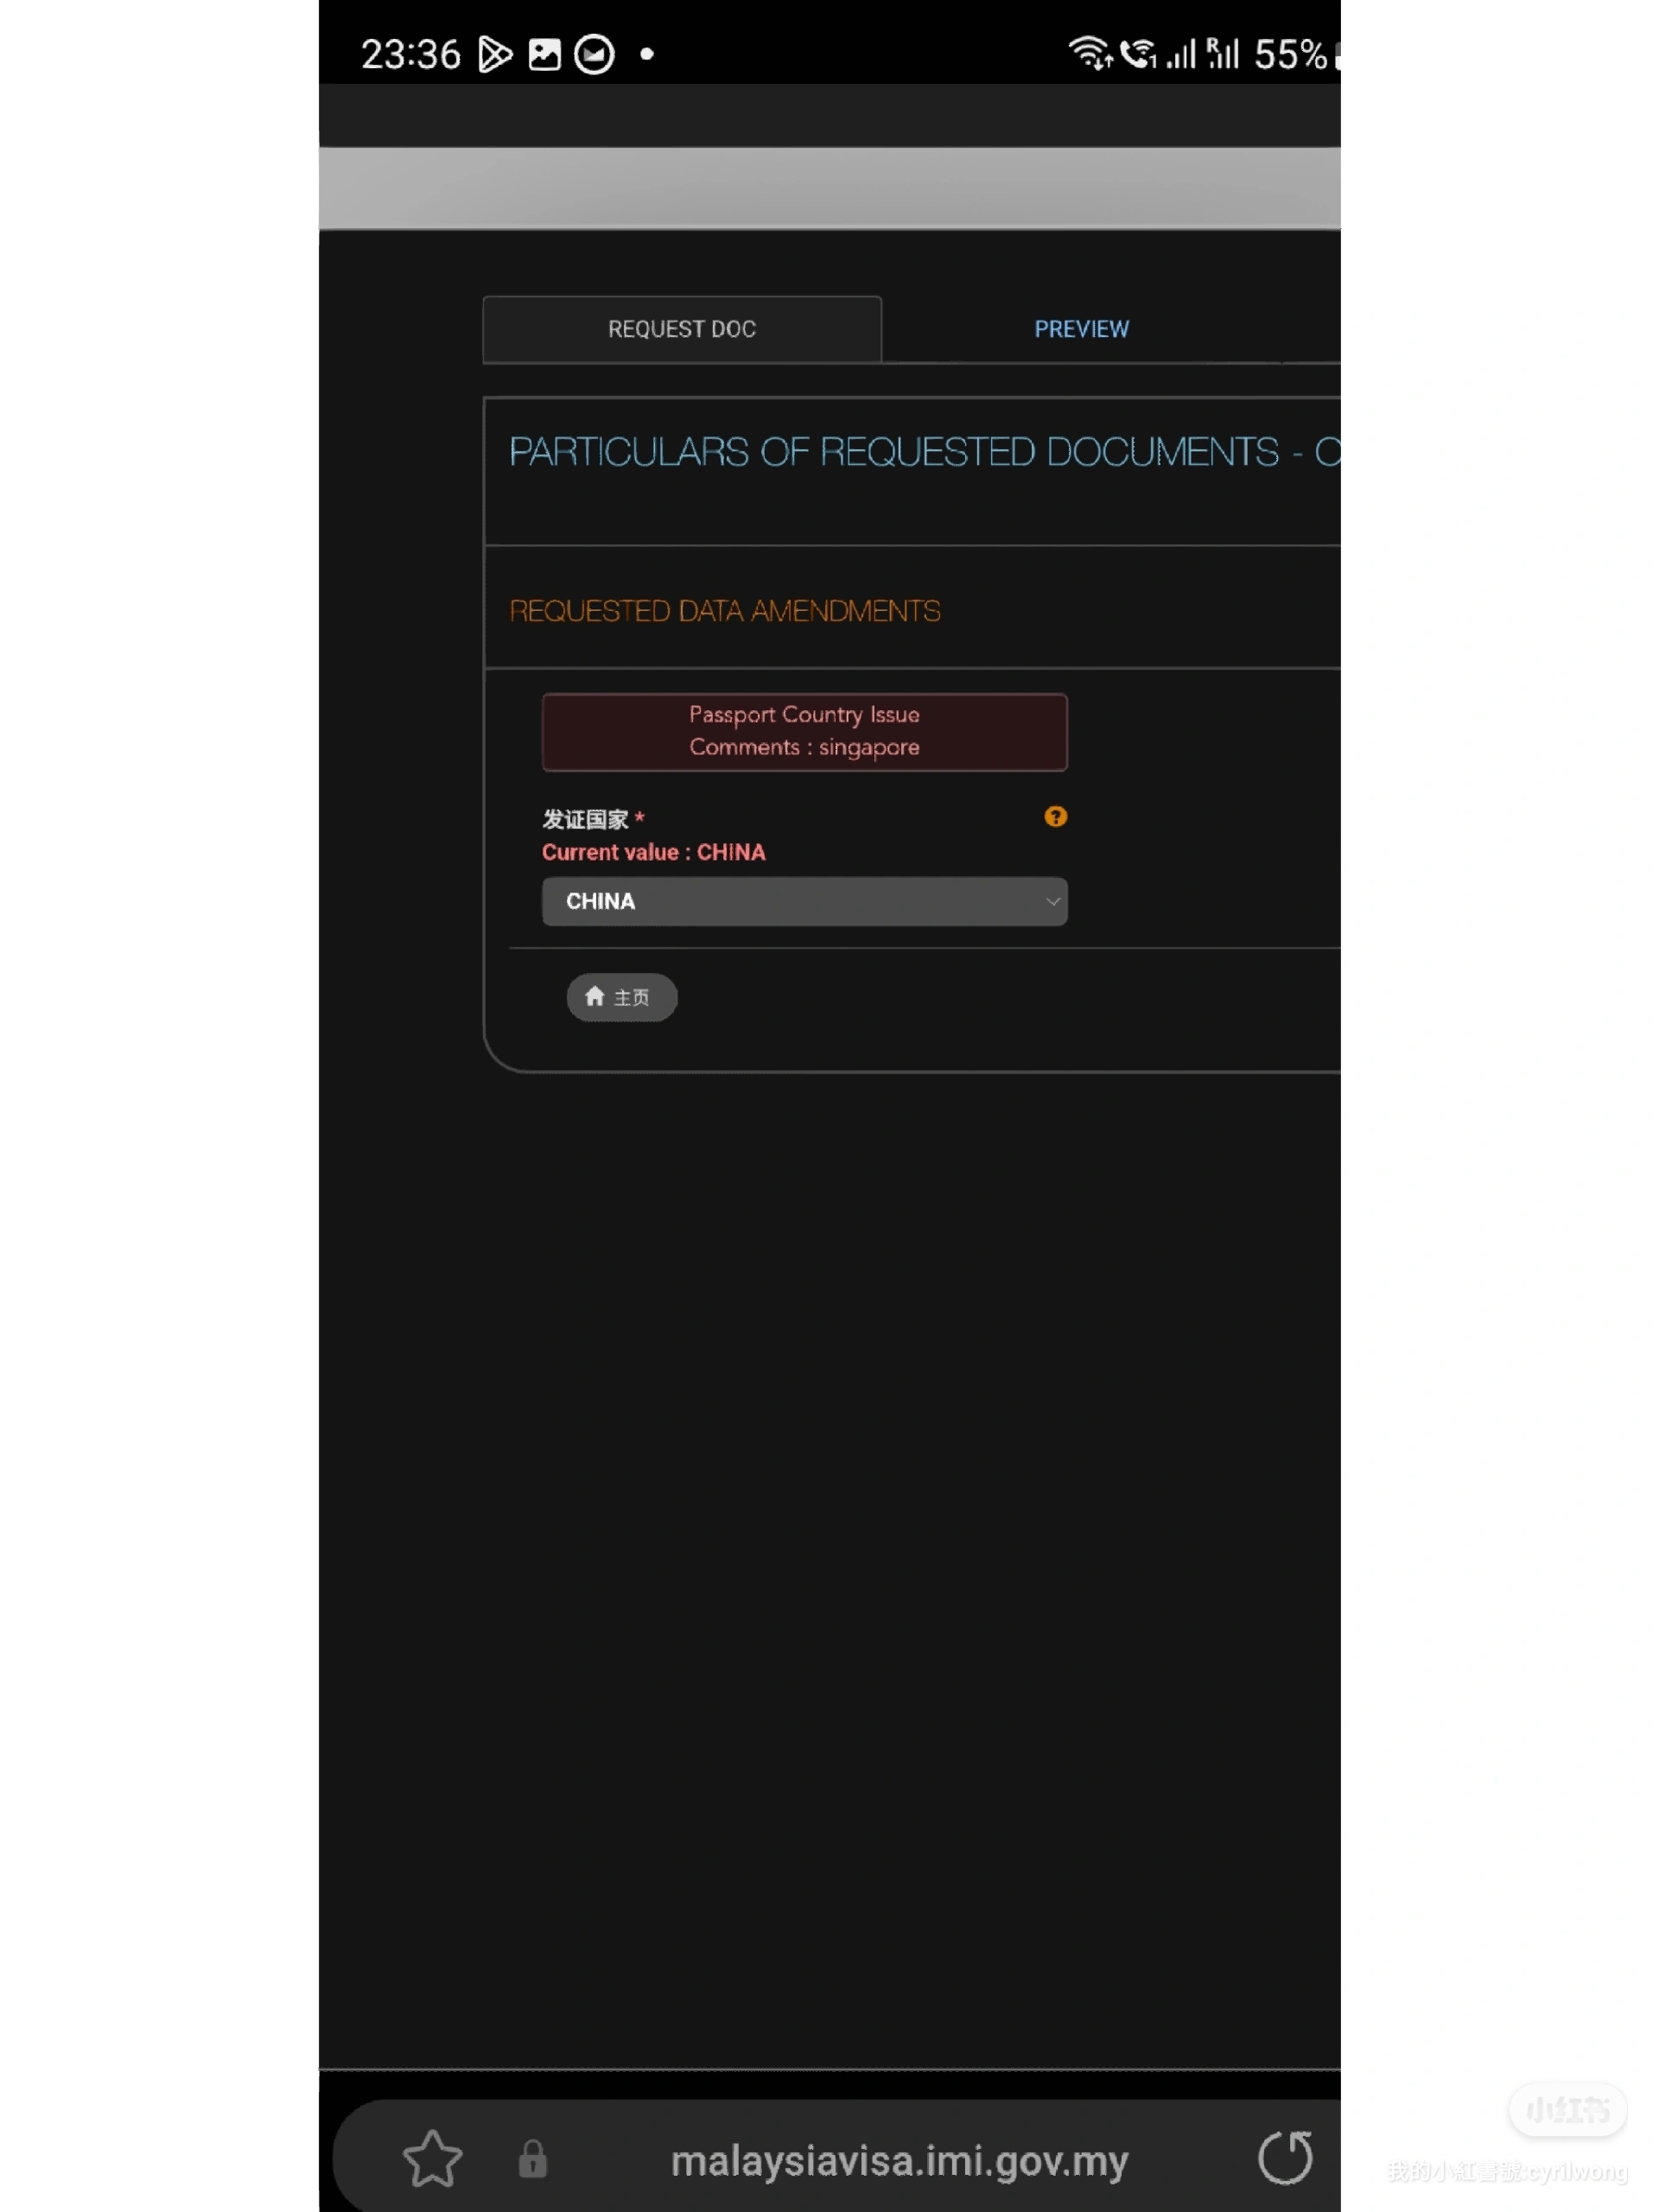 23:36
R
55%
REQUEST DOC
PREVIEW
PARTICULARS OF REQUESTED DOCUMENTS -
REQUESTED DATA AMENDMENTS
Passport Country Issue
Comments : singapore
发证国家 *
?
Current value : CHINA
CHINA
主页
malaysiavisa.imi.gov.my
小红书
我的小紅書號:cyrilwong